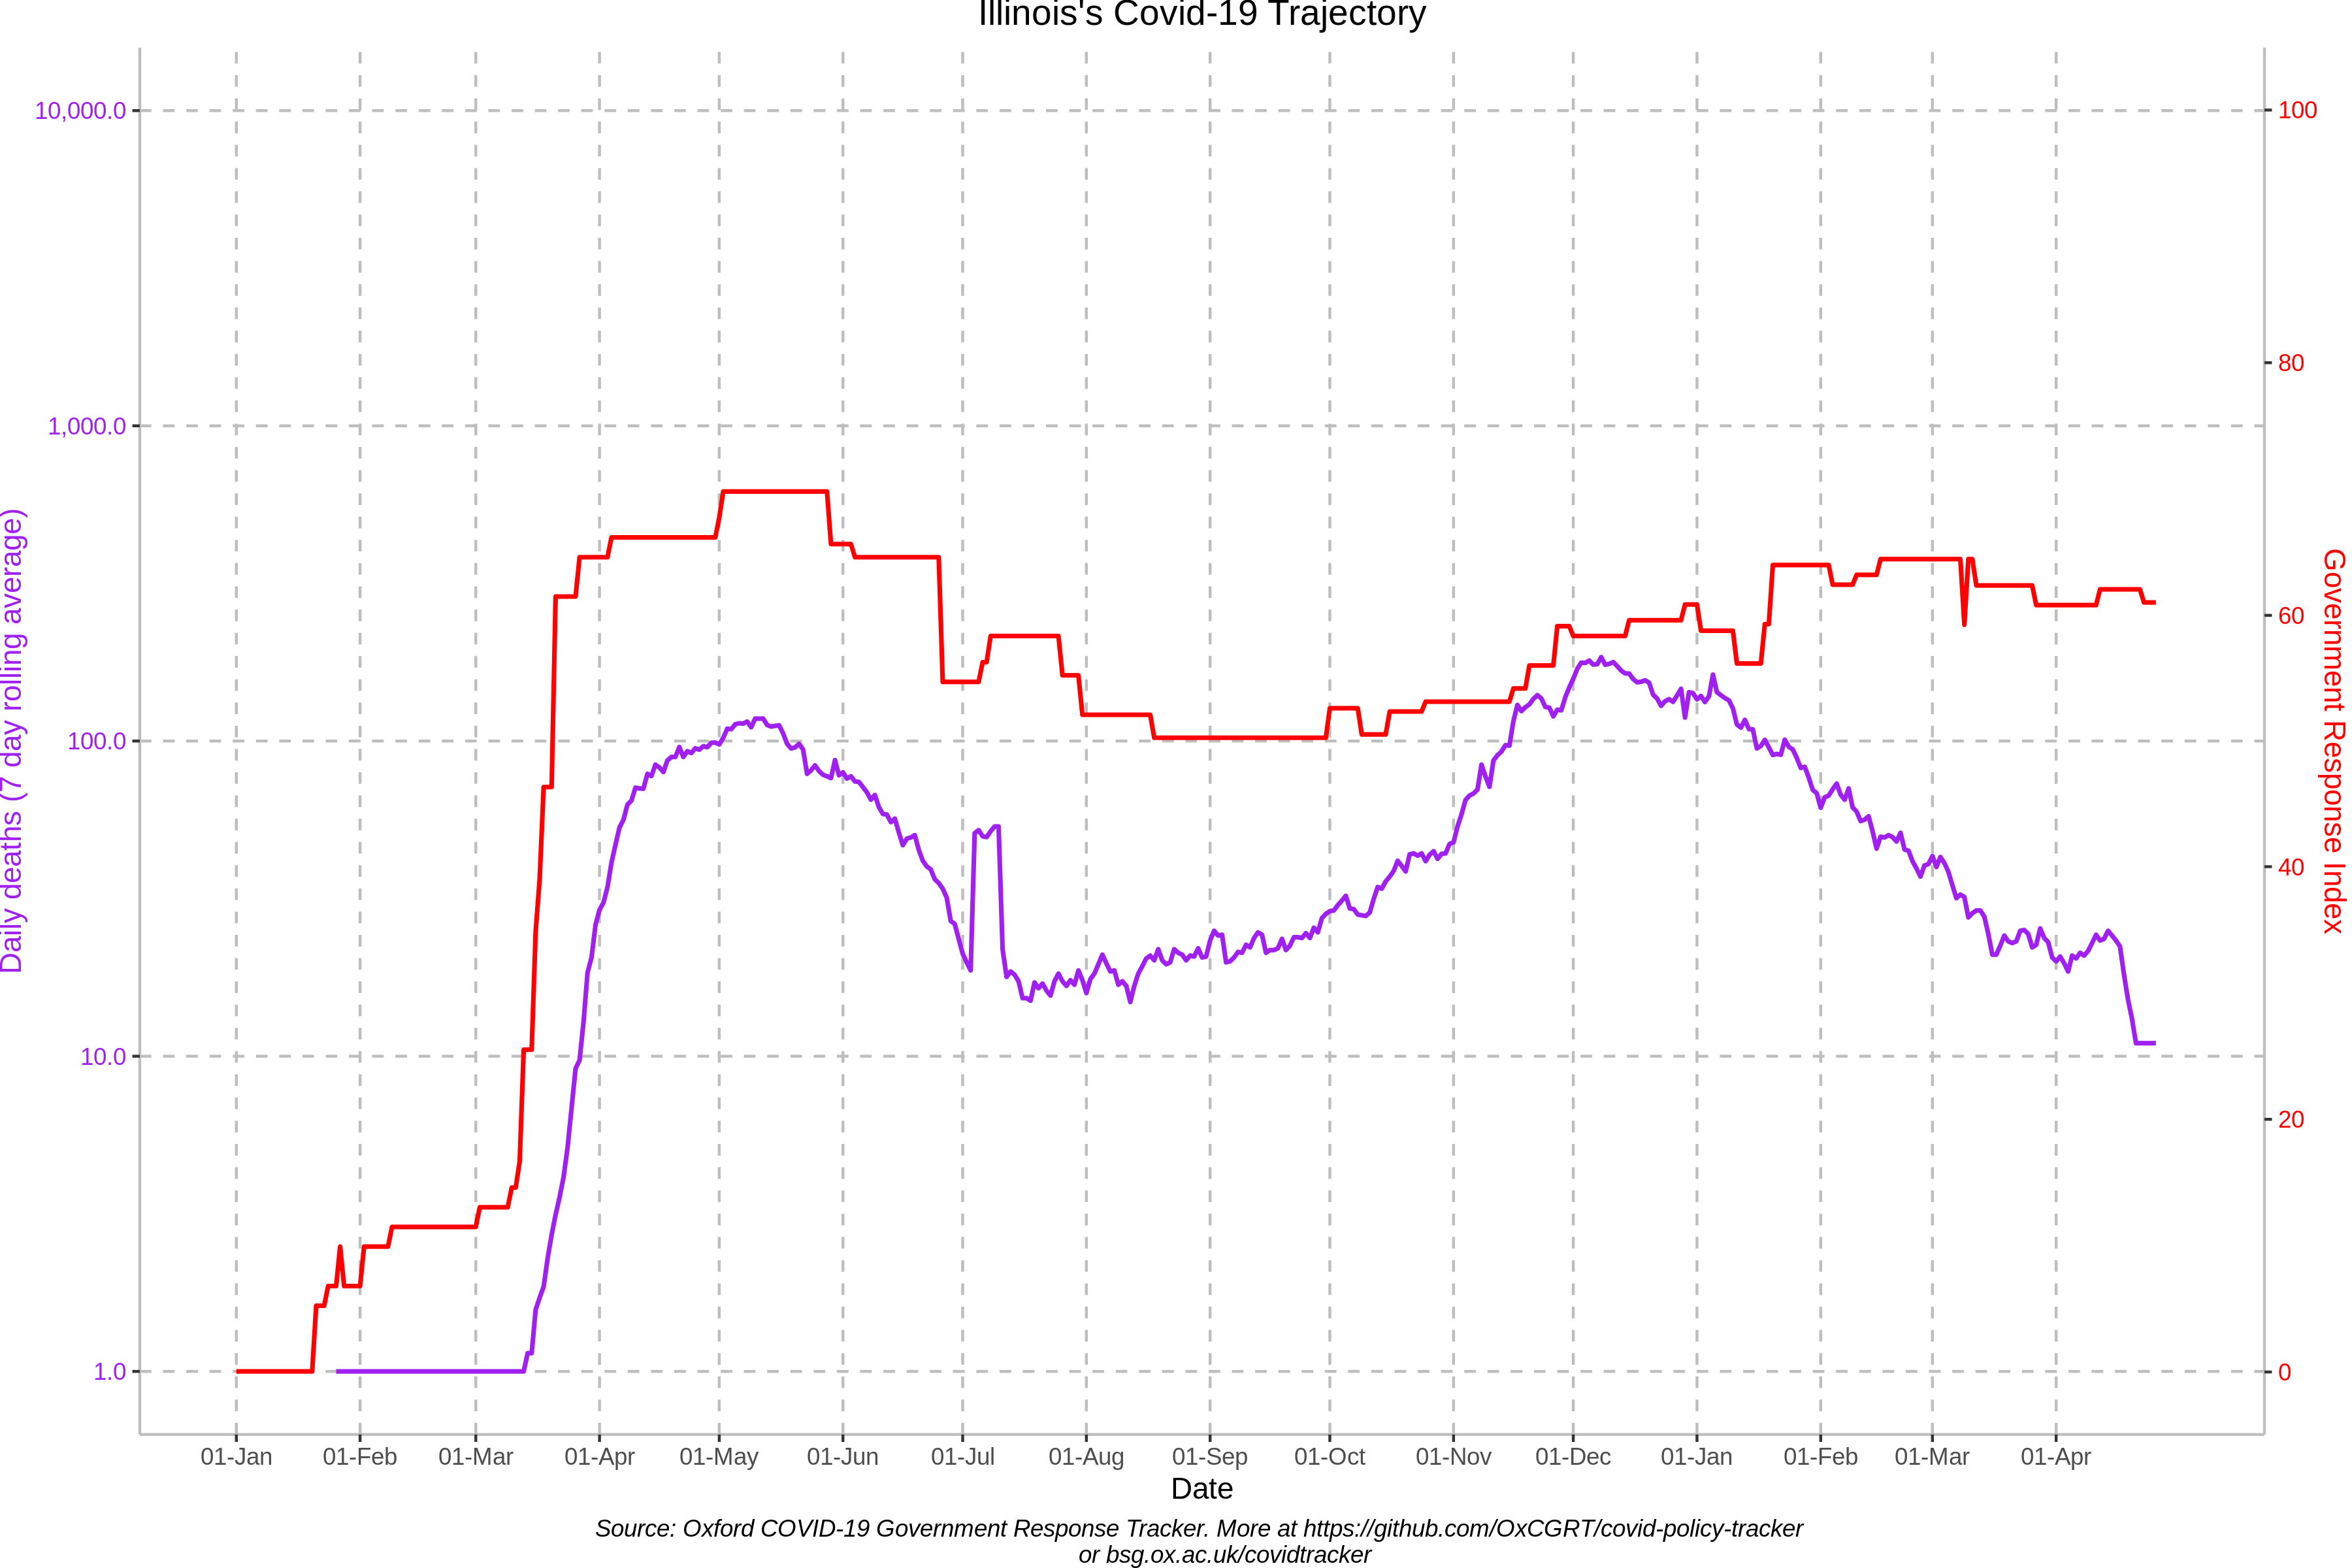 Illinois's Covid-19 Trajectory
10,000.0
1,000.0
100.0
10.0
1.0
Daily deaths (7 day rolling average)
100
80
60
40
20
0
Government Response Index
01-Jan 01-Feb 01-Mar 01-Apr 01-May 01-Jun 01-Jul 01-Aug 01-Sep 01-Oct 01-Nov 01-Dec 01-Jan 01-Feb 01-Mar 01-Apr
Date
Source: Oxford COVID-19 Government Response Tracker. More at https://github.com/OxCGRT/covid-policy-tracker
or bsg.ox.ac.uk/covidtracker